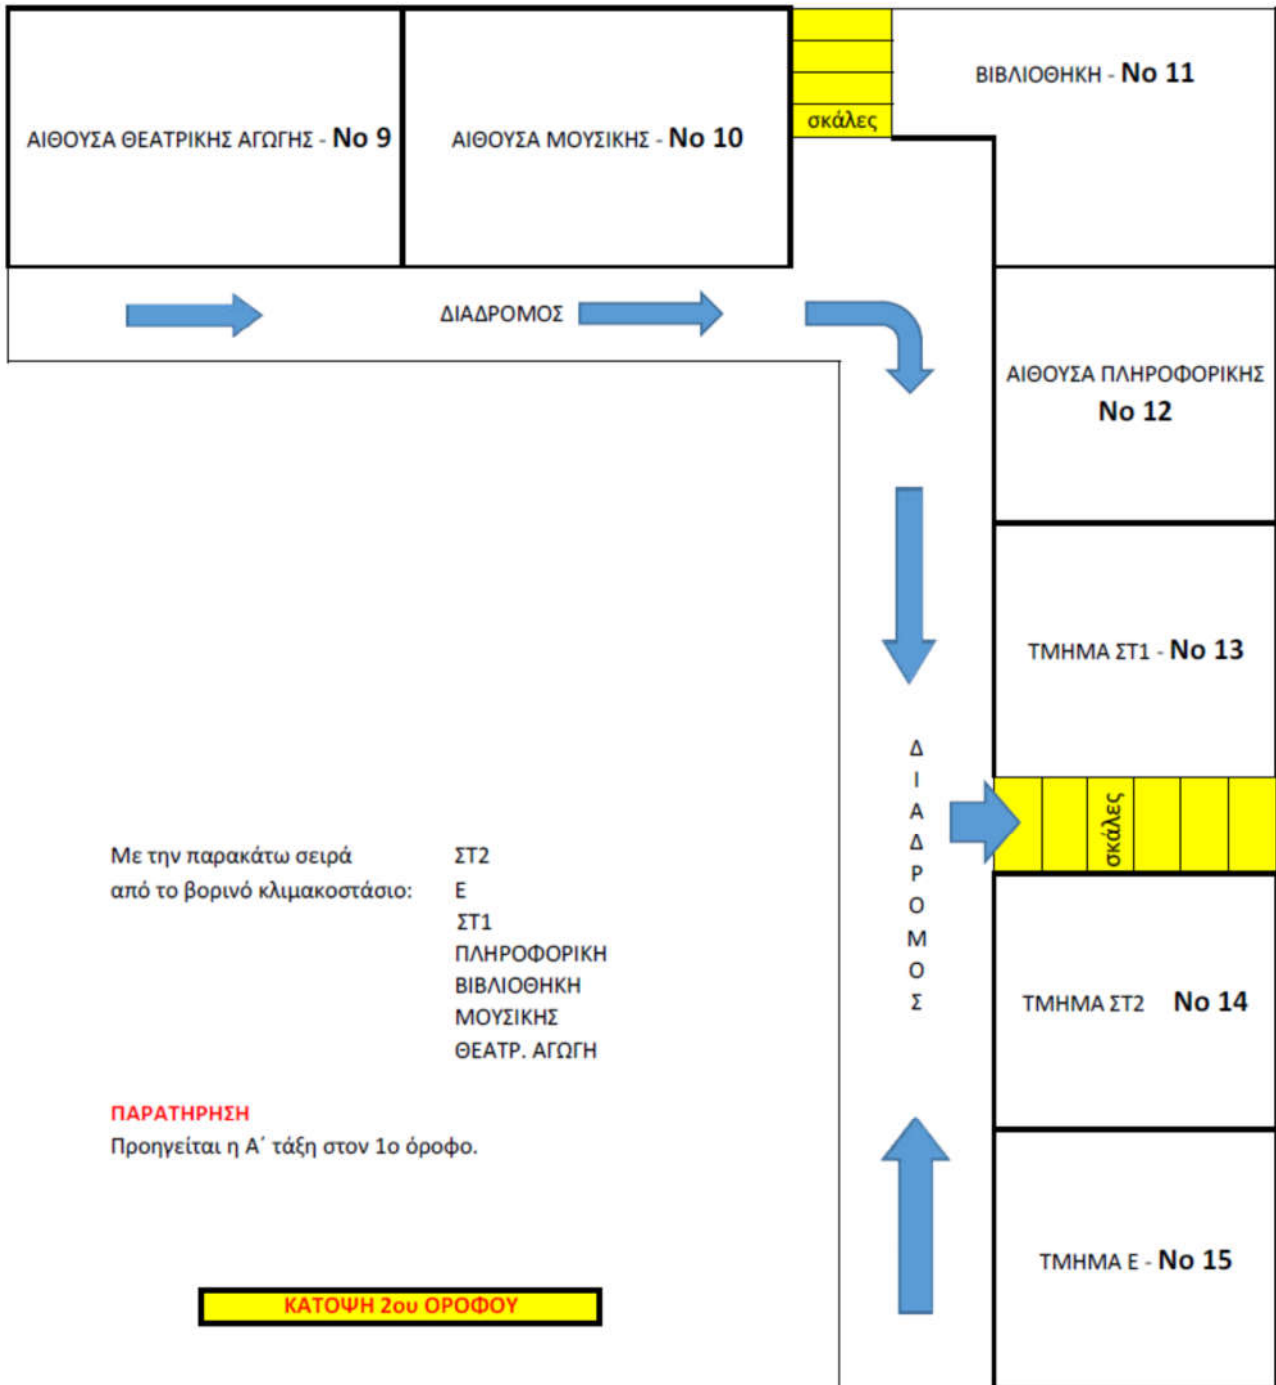 ΑΙΘΟΥΣΑ ΘΕΑΤΡΙΚΗΣ ΑΓΩΓΗΣ - No 9
ΑΙΘΟΥΣΑ ΜΟΥΣΙΚΗΣ - No 10
σκάλες
ΒΙΒΛΙΟΘΗΚΗ - No 11
ΔΙΑΔΡΟΜΟΣ
ΑΙΘΟΥΣΑ ΠΛΗΡΟΦΟΡΙΚΗΣ
No 12
ΤΜΗΜΑ ΣΤ1 - No 13
ΔΙΑΔΡΟΜΟΣ
σκάλες
Με την παρακάτω σειρά ΣΤ2
από το βορινό κλιμακοστάσιο: Ε
ΣΤ1
ΠΛΗΡΟΦΟΡΙΚΗ
ΒΙΒΛΙΟΘΗΚΗ
ΜΟΥΣΙΚΗΣ
ΘΕΑΤΡ. ΑΓΩΓΗ
ΤΜΗΜΑ ΣΤ2 No 14
ΠΑΡΑΤΗΡΗΣΗ
Προηγείται η Α΄ τάξη στον 1ο όροφο.
ΤΜΗΜΑ Ε - No 15
ΚΑΤΟΨΗ 2ου ΟΡΟΦΟΥ